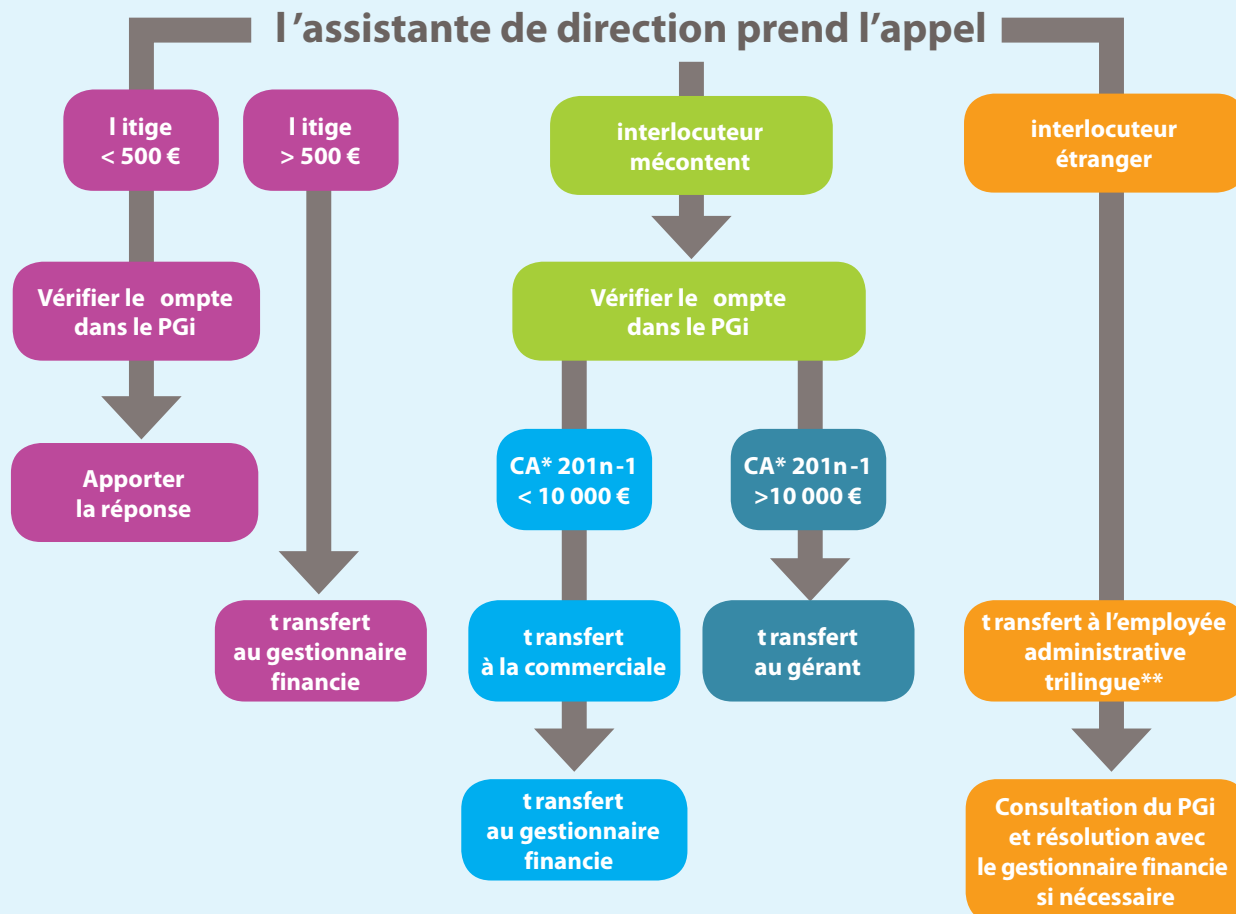 l 'assistante de direction prend l'appel
l itige
< 500 €
l itige
> 500 €
interlocuteur
mécontent
interlocuteur
étranger
Vérifier le ompte
dans le PGi
Vérifier le ompte
dans le PGi
Apporter
la réponse
CA* 201n-1
< 10 000 €
CA* 201n-1
>10 000 €
t ransfert
au gestionnaire
financie
t ransfert
à la commerciale
t ransfert
au gérant
t ransfert à l'employée
administrative
trilingue**
t ransfert
au gestionnaire
financie
Consultation du PGi
et résolution avec
le gestionnaire financie
si nécessaire